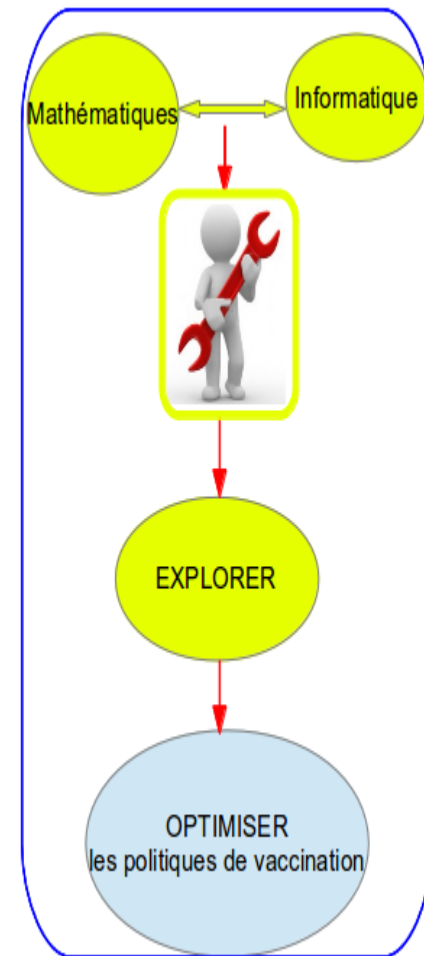 Mathématiques
Informatique
EXPLORER
OPTIMISER
les politiques de vaccination